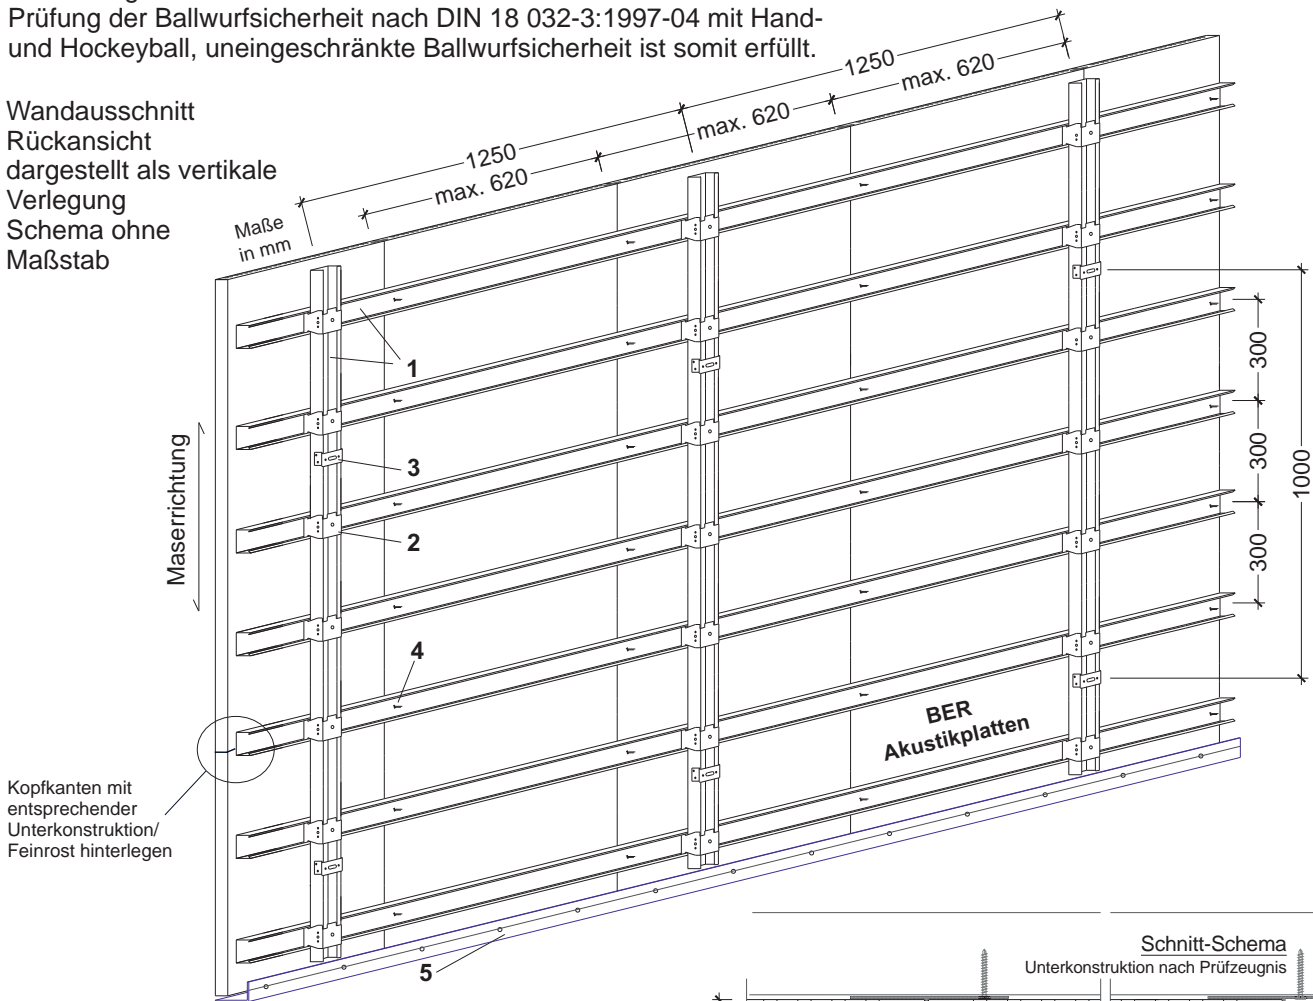 Prüfung der Ballwurfsicherheit nach DIN 18 032-3:1997-04 mit Hand-
und Hockeyball, uneingeschränkte Ballwurfsicherheit ist somit erfüllt.
Wandausschnitt
Rückansicht
dargestellt als vertikale
Verlegung
Schema ohne
Maßstab
Maße
in mm
1250
max. 620
max. 620
1250
max. 620
1
3
2
4
5
Maserrichtung
300
300
300
1000
BER
Akustikplatten
Kopfkanten mit
entsprechender
Unterkonstruktion/
Feinrost hinterlegen
Schnitt-Schema
Unterkonstruktion nach Prüfzeugnis